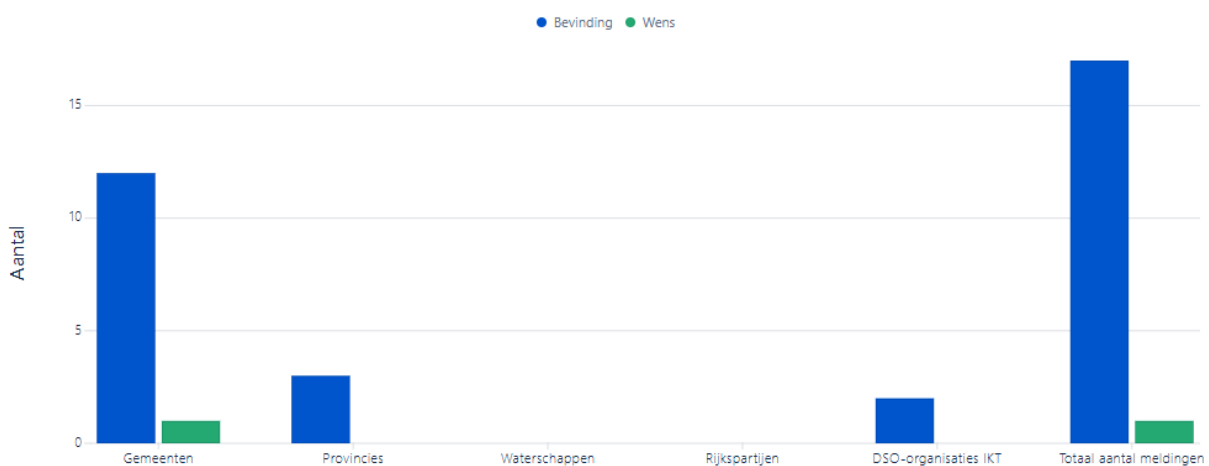 Bevinding Wens
Aantal
15
10
5
0
Gemeenten Provincies Waterschappen Rijkspartijen DSO-organisaties IKT Totaal aantal meldingen